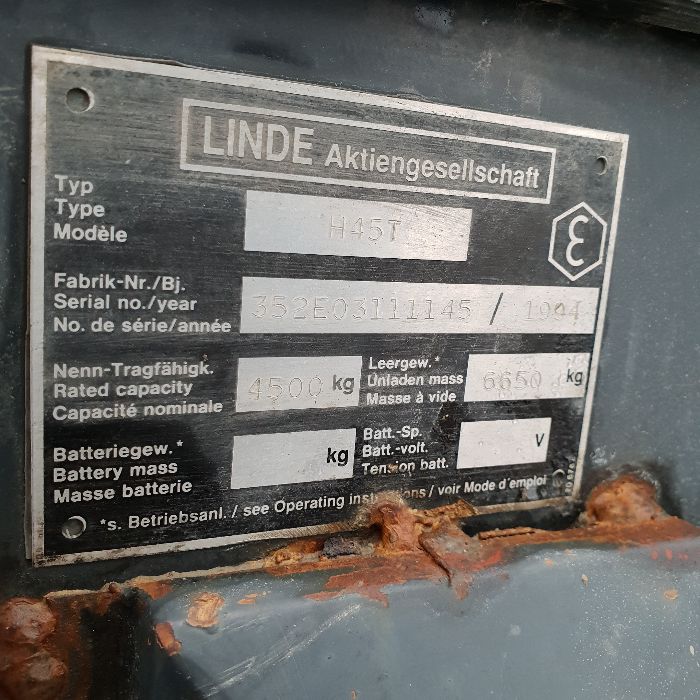 LINDE Aktiengesellschaft
Typ
Type
Modèle
H45T
ε
Fabrik-Nr./Bj.
Serial no./year
No. de série/année
352E03111145 / 1994
Nenn-Tragfähigk.
Rated capacity
Capacité nominale
4500 kg
Leergew.*
Unladen mass
Masse à vide
6650 kg
Batteriegew.*
Battery mass
Masse batterie
kg
Batt.-Sp.
Batt.-volt.
Tension batt.
V
*s. Betriebsanl. / see Operating instructions / voir Mode d'emploi